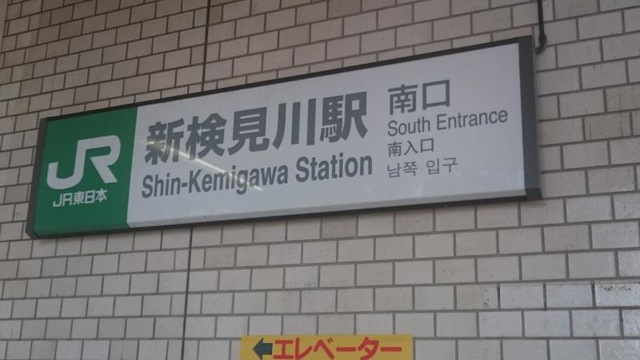 JR
JR東日本
新検見川駅
Shin-Kemigawa Station
南口
South Entrance
南入口
남쪽 입구
←エレベーター